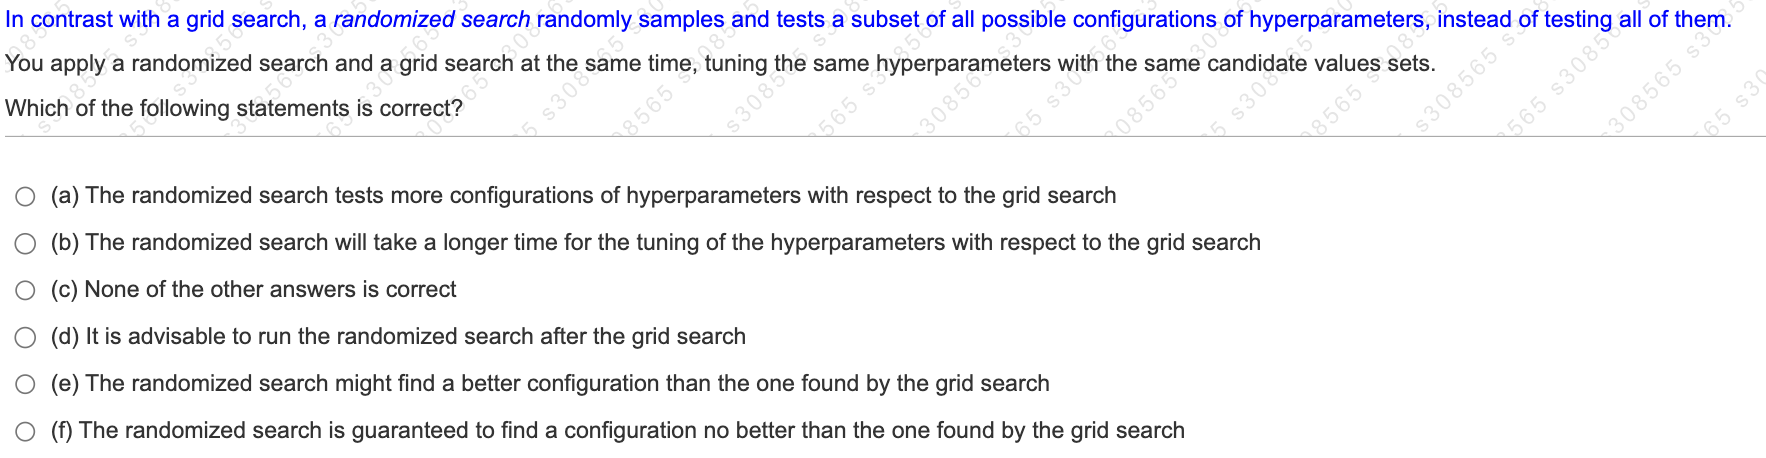 In contrast with a grid search, a randomized search randomly samples and tests a subset of all possible configurations of hyperparameters, instead of testing all of them.
You apply a randomized search and a grid search at the same time, tuning the same hyperparameters with the same candidate values sets.
Which of the following statements is correct?
(a) The randomized search tests more configurations of hyperparameters with respect to the grid search
(b) The randomized search will take a longer time for the tuning of the hyperparameters with respect to the grid search
(c) None of the other answers is correct
(d) It is advisable to run the randomized search after the grid search
(e) The randomized search might find a better configuration than the one found by the grid search
(f) The randomized search is guaranteed to find a configuration no better than the one found by the grid search